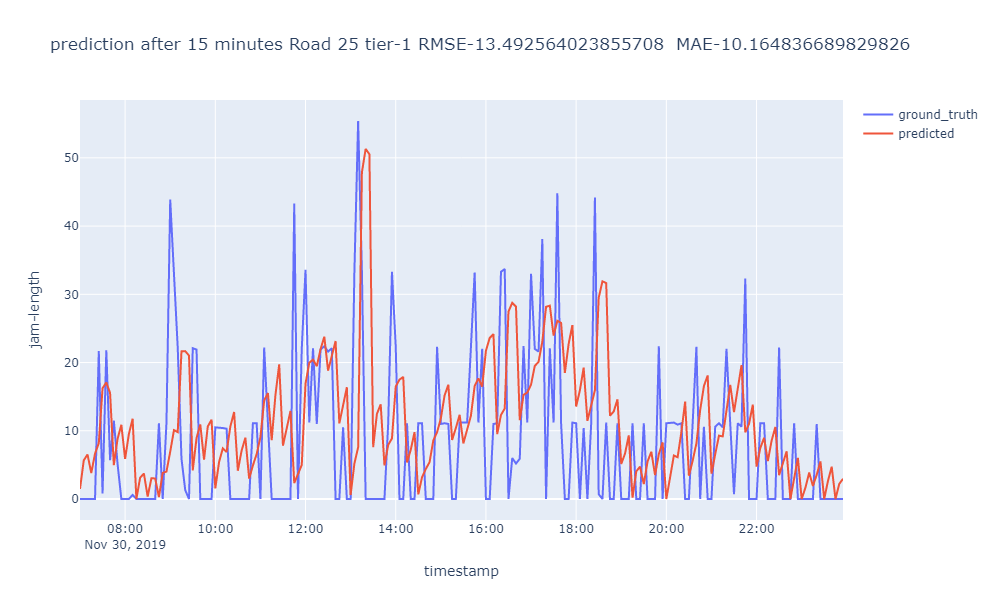 prediction after 15 minutes Road 25 tier-1 RMSE-13.492564023855708  MAE-10.164836689829826
ground_truth
predicted
jam-length
50
40
30
20
10
0
08:00 10:00 12:00 14:00 16:00 18:00 20:00 22:00
Nov 30, 2019
timestamp